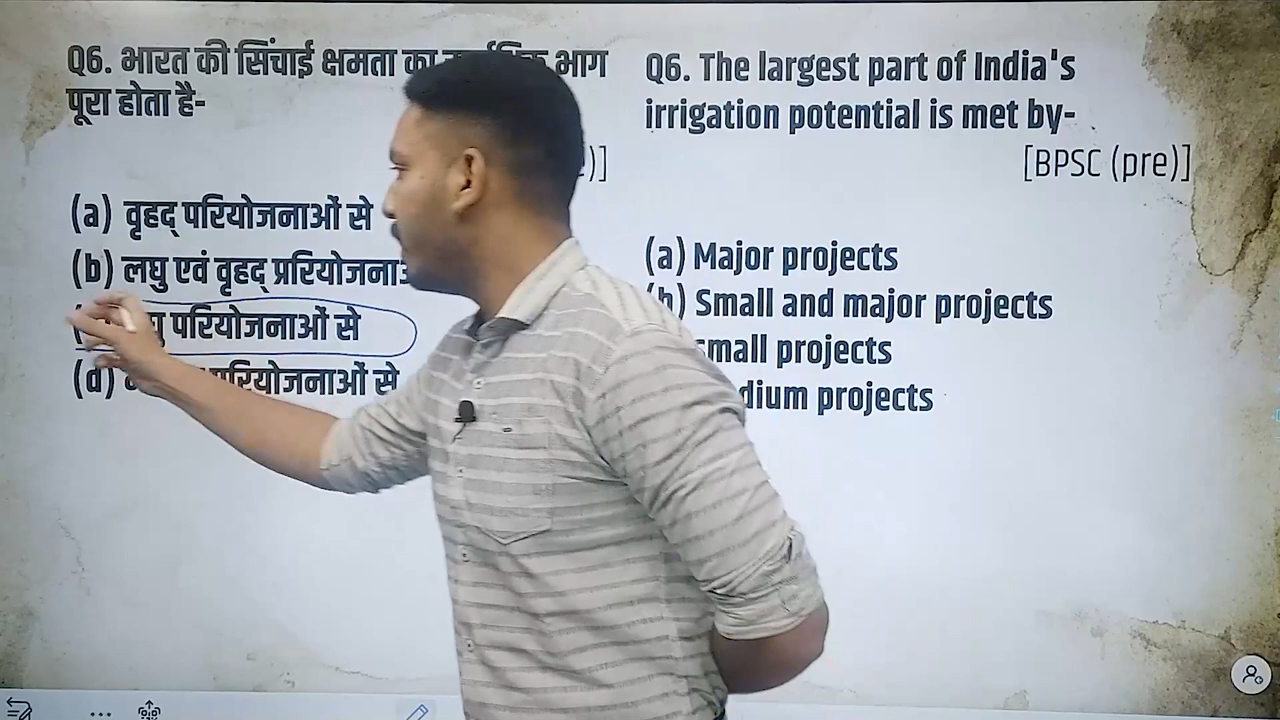 Q6. भारत की सिंचाई क्षमता का भाग
पूरा होता है-
)]
(a) वृहद् परियोजनाओं से
(b) लघु एवं वृहद् प्ररियोजना
परियोजनाओं से
(d) परियोजनाओं से
Q6. The largest part of India's
irrigation potential is met by-
[BPSC (pre)]
(a) Major projects
(b) Small and major projects
small projects
dium projects